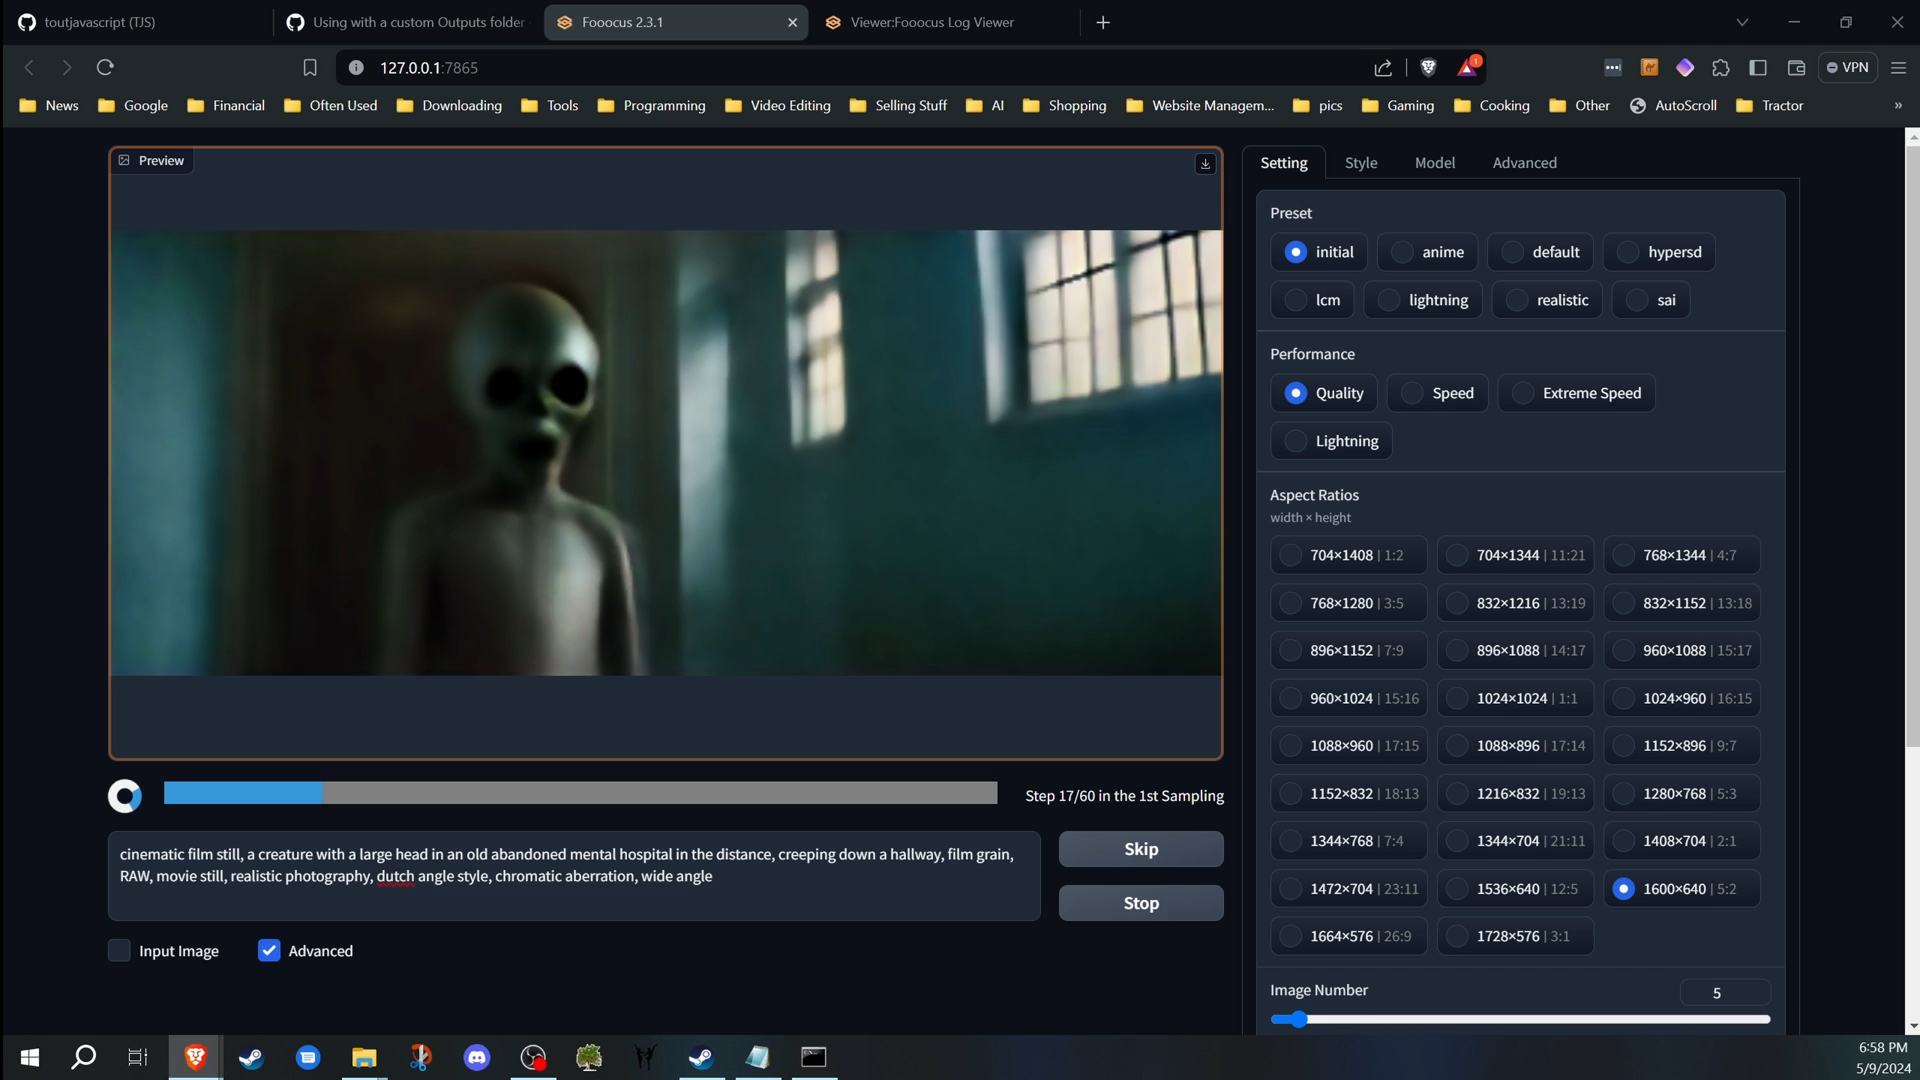 toutjavascript (TJS)
Using with a custom Outputs folder
Fooocus 2.3.1
Viewer:Fooocus Log Viewer
127.0.0.1:7865
1
VPN
News
Google
Financial
Often Used
Downloading
Tools
Programming
Video Editing
Selling Stuff
AI
Shopping
Website Managem...
pics
Gaming
Cooking
Other
AutoScroll
Tractor
»
Preview
Setting
Style
Model
Advanced
Preset
initial
anime
default
hypersd
lcm
lightning
realistic
sai
Performance
Quality
Speed
Extreme Speed
Lightning
Aspect Ratios
width × height
704×1408 | 1:2
704×1344 | 11:21
768×1344 | 4:7
768×1280 | 3:5
832×1216 | 13:19
832×1152 | 13:18
896×1152 | 7:9
896×1088 | 14:17
960×1088 | 15:17
960×1024 | 15:16
1024×1024 | 1:1
1024×960 | 16:15
1088×960 | 17:15
1088×896 | 17:14
1152×896 | 9:7
1152×832 | 18:13
1216×832 | 19:13
1280×768 | 5:3
1344×768 | 7:4
1344×704 | 21:11
1408×704 | 2:1
1472×704 | 23:11
1536×640 | 12:5
1600×640 | 5:2
1664×576 | 26:9
1728×576 | 3:1
Image Number
5
Step 17/60 in the 1st Sampling
cinematic film still, a creature with a large head in an old abandoned mental hospital in the distance, creeping down a hallway, film grain,
RAW, movie still, realistic photography, dutch angle style, chromatic aberration, wide angle
Skip
Stop
Input Image
Advanced
6:58 PM
5/9/2024